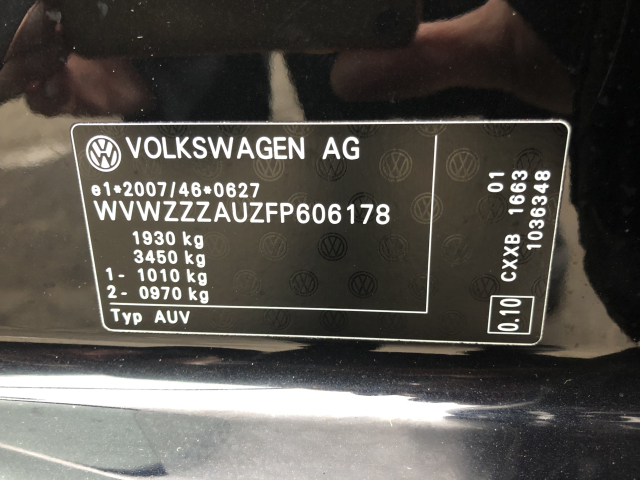 VOLKSWAGEN AG
e1*2007/46*0627
WVWZZZAUZFP606178
1930 kg
3450 kg
1- 1010 kg
2- 0970 kg
Typ AUV
0.10 CXXB 1663 01
1036348